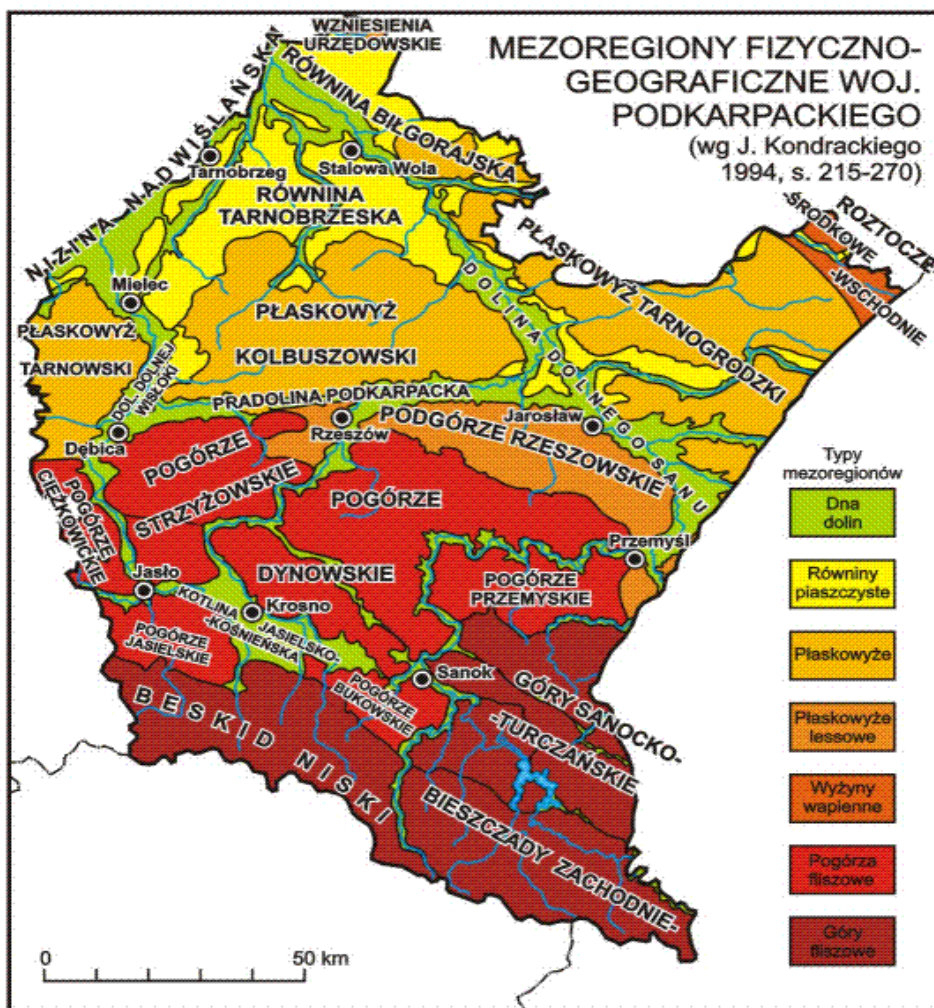 MEZOREGIONY FIZYCZNO-
GEOGRAFICZNE WOJ.
PODKARPACKIEGO
(wg J. Kondrackiego
1994, s. 215-270)
WZNIESIENIA
URZĘDOWSKIE
RÓWNINA BIŁGORAJSKA
NIZINA NADWIŚLAŃSKA
Tarnobrzeg
Stalowa Wola
RÓWNINA
TARNOBRZESKA
ROZTOCZE-
-ŚRODKOWE
-WSCHODNIE
PŁASKOWYŻ TARNOGRODZKI
DOLINA DOLNEGO SANU
Mielec
PŁASKOWYŻ
TARNOWSKI
PŁASKOWYŻ
KOLBUSZOWSKI
DOL. DOLNEJ
WISŁOKI
PRADOLINA PODKARPACKA
Dębica
Rzeszów
Jarosław
PODGÓRZE RZESZOWSKIE
POGÓRZE
STRZYŻOWSKIE
POGÓRZE
CIĘŻKOWICKIE
POGÓRZE
DYNOWSKIE
Przemyśl
POGÓRZE
PRZEMYSKIE
Jasło
KOTLINA
JASIELSKO-
-KOŚNIEŃSKA
Krosno
POGÓRZE
JASIELSKIE
Sanok
POGÓRZE
BUKOWSKIE
GÓRY SANOCKO-
-TURCZAŃSKIE
BESKID NISKI
BIESZCZADY ZACHODNIE-
Typy
mezoregionów
Dna
dolin
Równiny
piaszczyste
Płaskowyże
Płaskowyże
lessowe
Wyżyny
wapienne
Pogórza
fliszowe
Góry
fliszowe
0
50 km